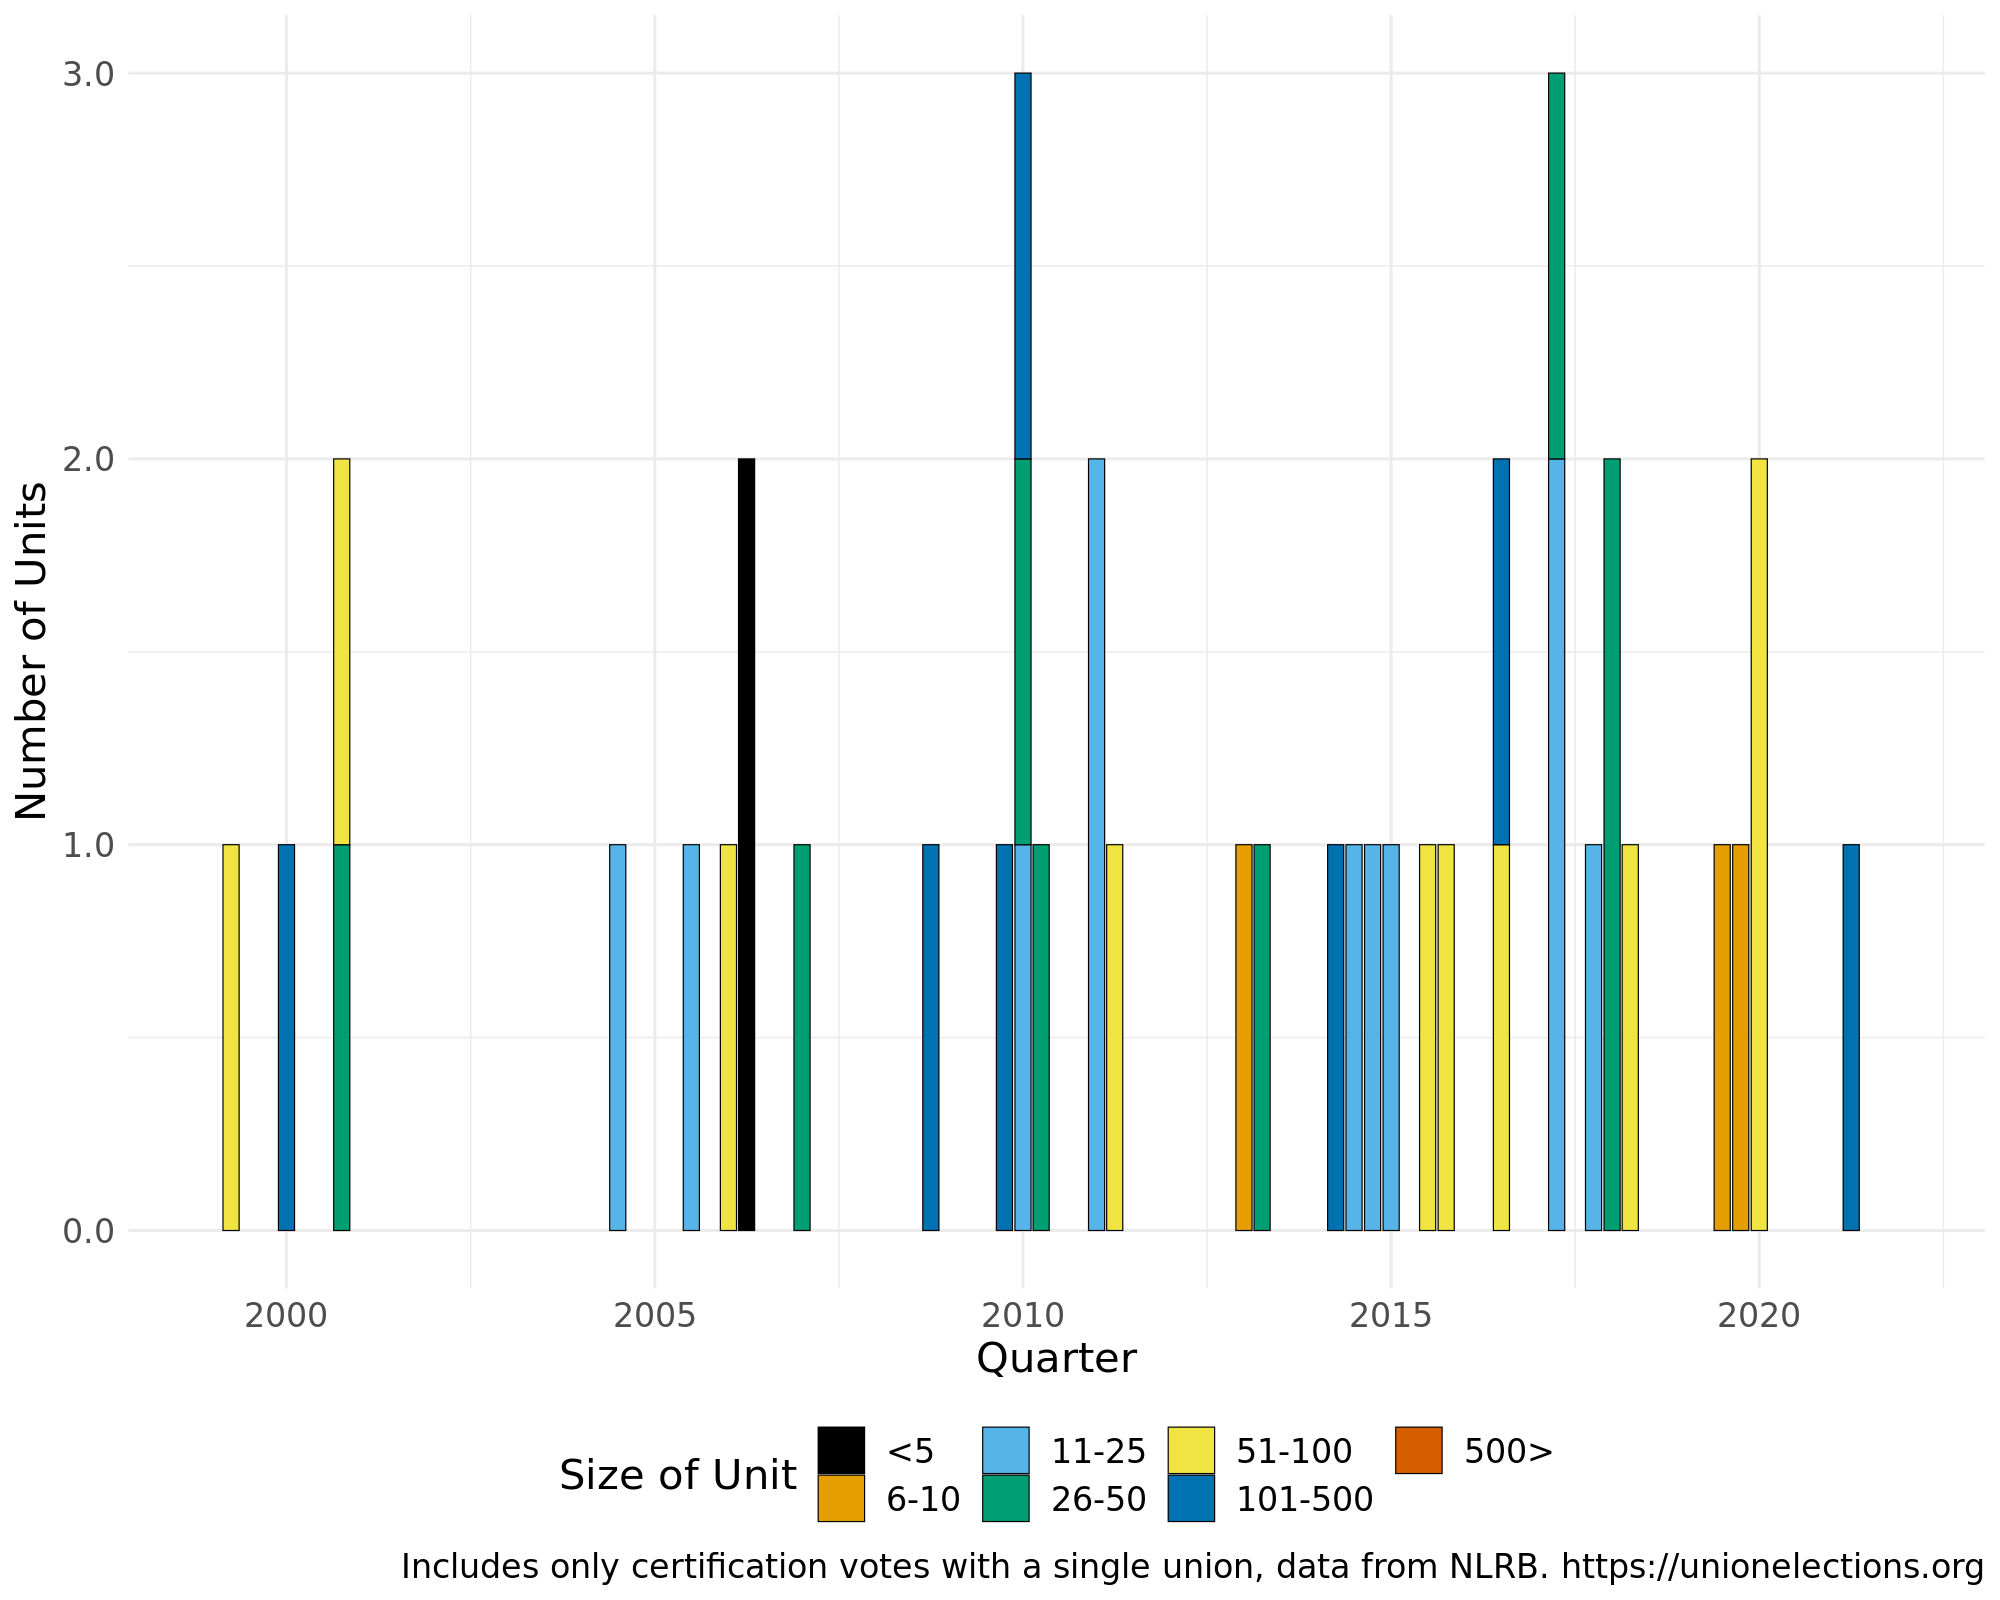 3.0
2.0
1.0
0.0
Number of Units
2000 2005 2010 2015 2020
Quarter
Size of Unit
<5 11-25 51-100 500>
6-10 26-50 101-500
Includes only certification votes with a single union, data from NLRB. https://unionelections.org